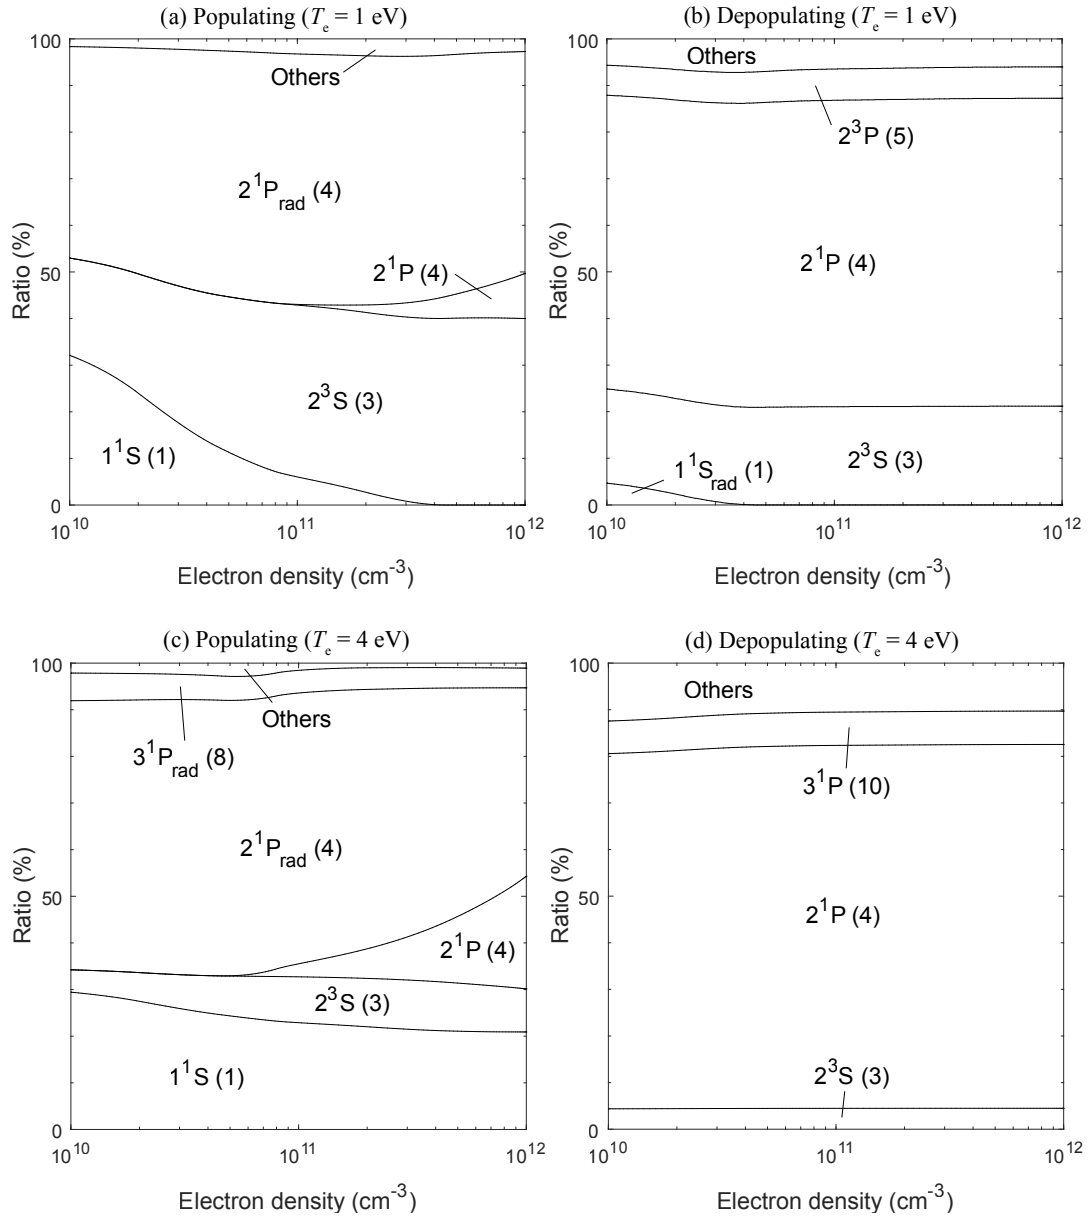 (a) Populating (Te = 1 eV)
100
Others
2¹P_rad (4)
50
2¹P (4)
2³S (3)
1¹S (1)
0
10¹⁰
10¹¹
10¹²
Ratio (%)
Electron density (cm⁻³)
(b) Depopulating (Te = 1 eV)
100
Others
2³P (5)
2¹P (4)
50
2³S (3)
1¹S_rad (1)
0
10¹⁰
10¹¹
10¹²
Ratio (%)
Electron density (cm⁻³)
(c) Populating (Te = 4 eV)
100
Others
3¹P_rad (8)
2¹P_rad (4)
50
2¹P (4)
2³S (3)
1¹S (1)
0
10¹⁰
10¹¹
10¹²
Ratio (%)
Electron density (cm⁻³)
(d) Depopulating (Te = 4 eV)
100
Others
3¹P (10)
50
2¹P (4)
2³S (3)
0
10¹⁰
10¹¹
10¹²
Ratio (%)
Electron density (cm⁻³)